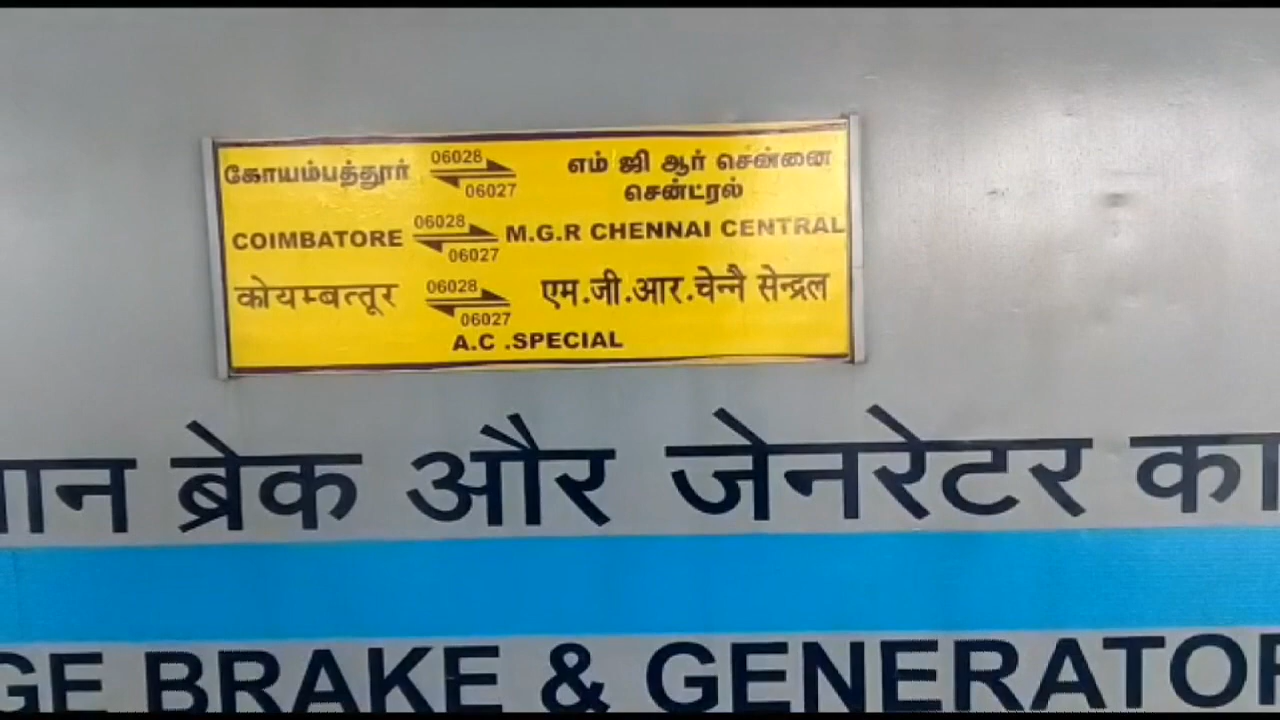 கோயம்பத்தூர் 06028 06027 எம் ஜி ஆர் சென்னை
சென்ட்ரல்
COIMBATORE 06028 06027 M.G.R CHENNAI CENTRAL
कोयम्बत्तूर 06028 06027 एम.जी.आर.चेन्नै सेन्द्रल
A.C .SPECIAL
ान ब्रेक और जेनरेटर का
GE BRAKE & GENERATOR